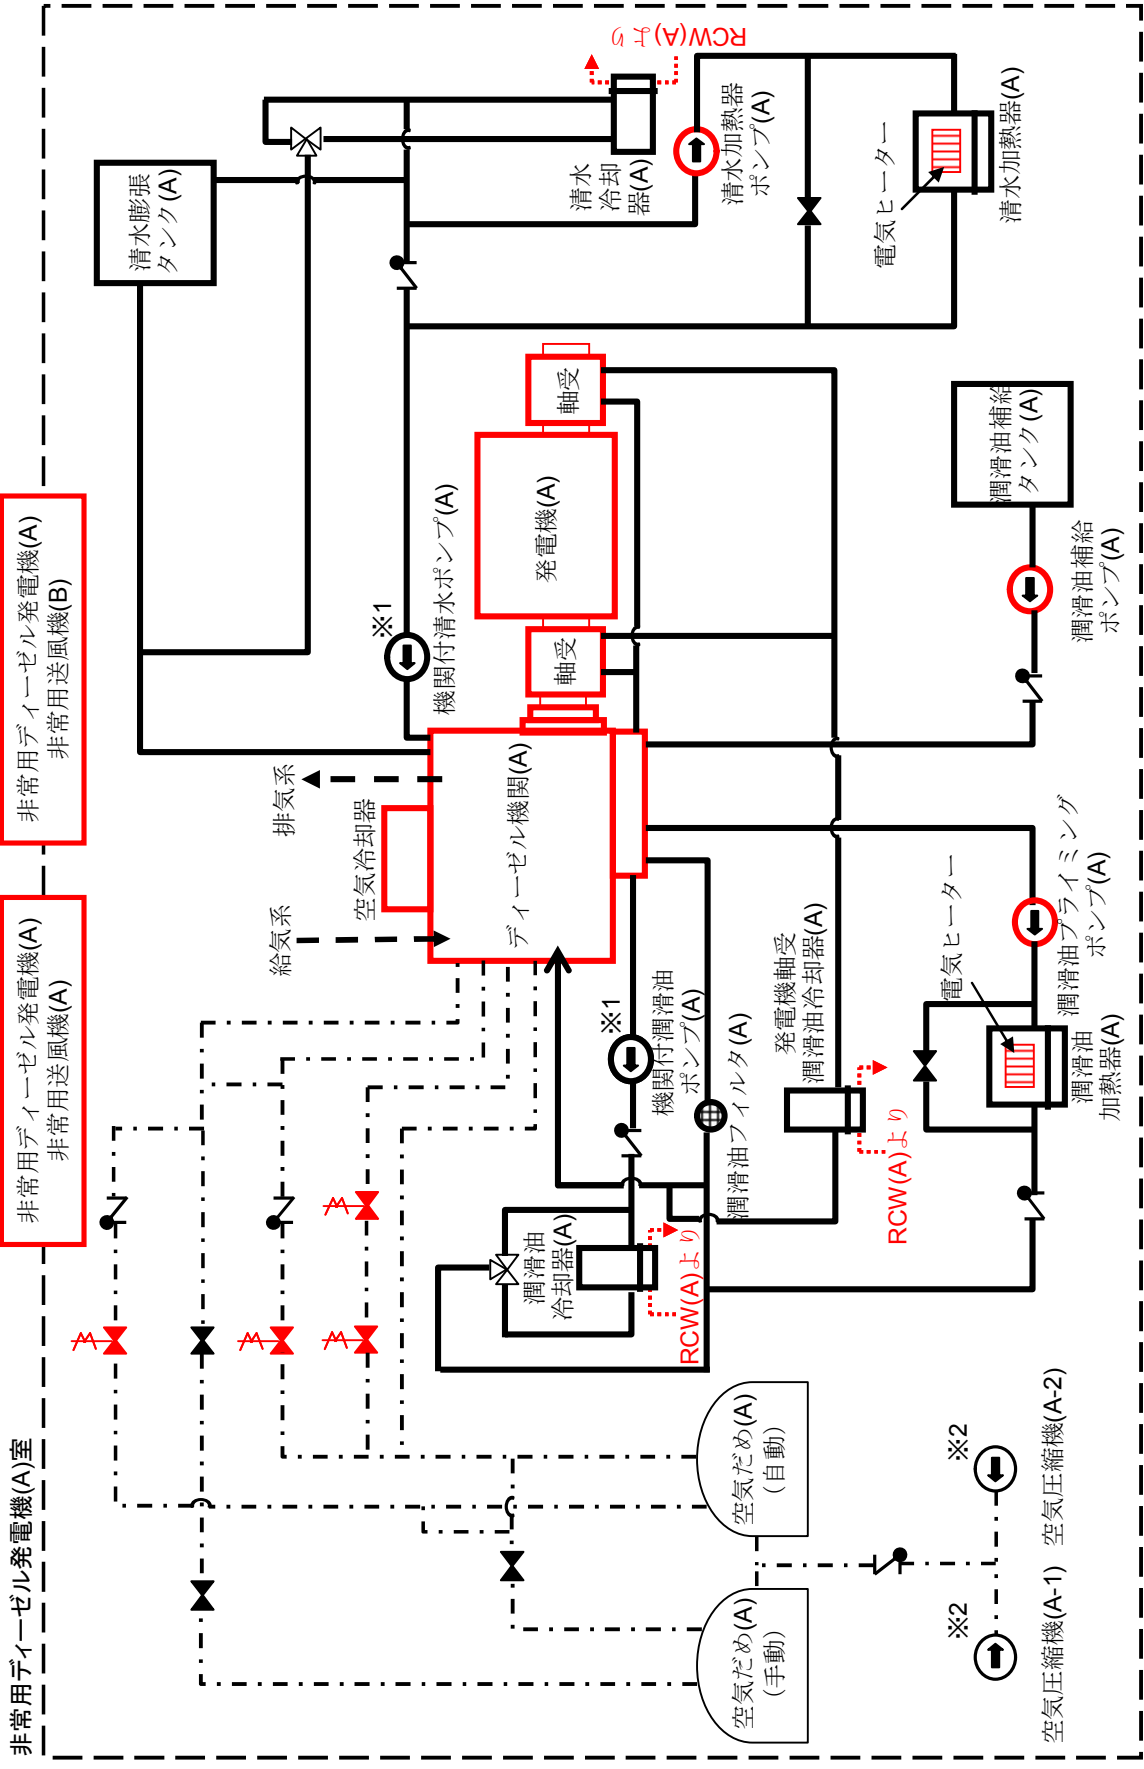 非常用ディーゼル発電機(A)室
非常用ディーゼル発電機(A)
非常用送風機(A)
非常用ディーゼル発電機(A)
非常用送風機(B)
清水膨張
タンク(A)
給気系
排気系
空気冷却器
※1
機関付清水ポンプ(A)
ディーゼル機関(A)
軸受
発電機(A)
軸受
清水
冷却
器(A)
RCW(A)より
清水加熱器
ポンプ(A)
電気ヒーター
清水加熱器(A)
潤滑油
冷却器(A)
RCW(A)より
※1
機関付潤滑油
ポンプ(A)
潤滑油フィルタ(A)
発電機軸受
潤滑油冷却器(A)
RCW(A)より
電気ヒーター
潤滑油
加熱器(A)
潤滑油プライミング
ポンプ(A)
潤滑油補給
ポンプ(A)
潤滑油補給
タンク(A)
空気だめ(A)
(手動)
空気だめ(A)
(自動)
※2
空気圧縮機(A-1)
※2
空気圧縮機(A-2)